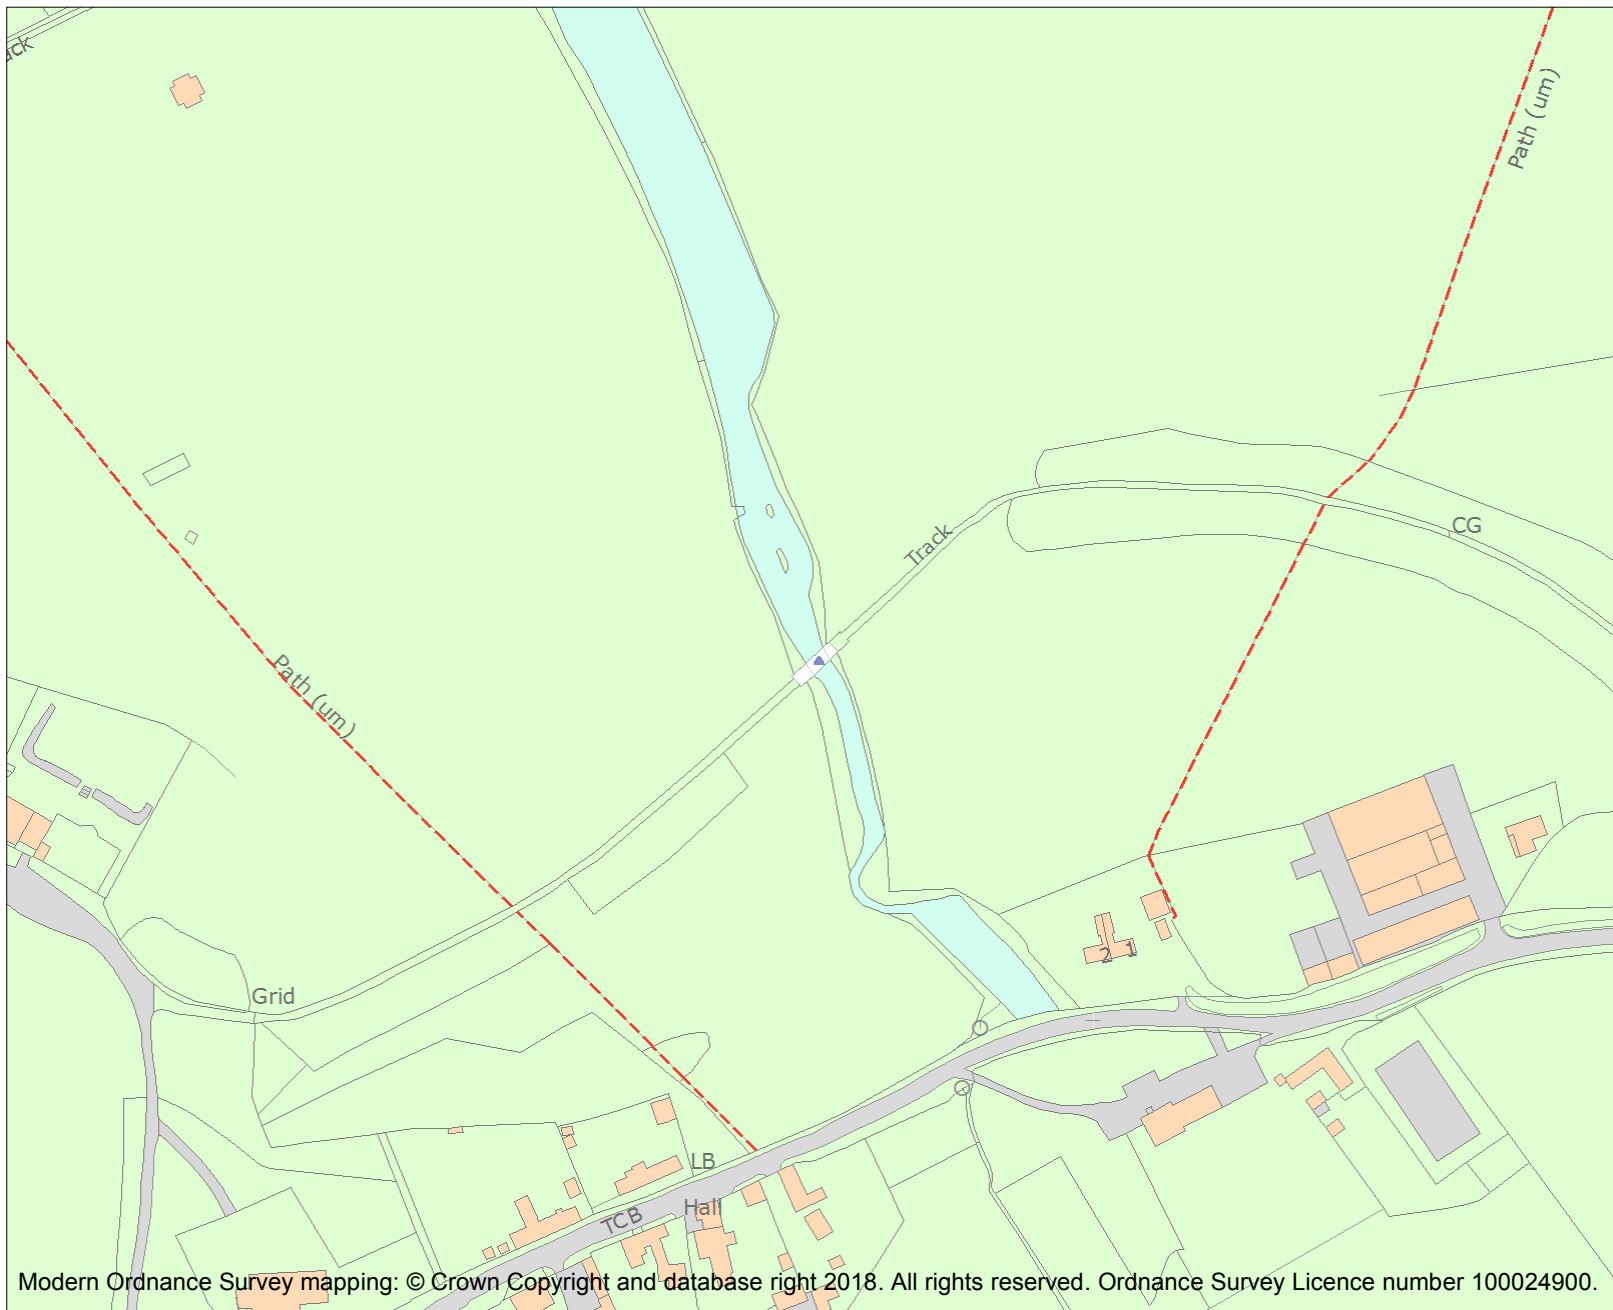 ack
Path (um)
CG
Track
Path (um)
2 1
Grid
LB
Hall
TCB
Modern Ordnance Survey mapping: © Crown Copyright and database right 2018. All rights reserved. Ordnance Survey Licence number 100024900.